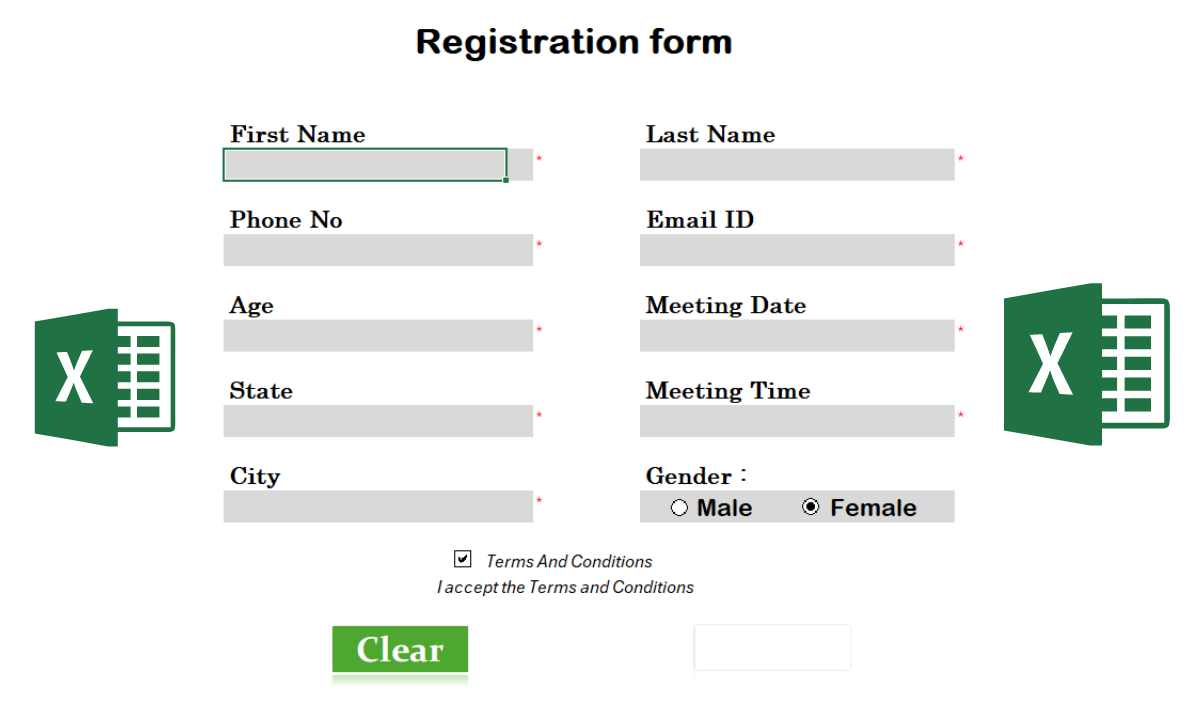 Registration form
First Name
Last Name
*
*
Phone No
Email ID
*
*
Age
Meeting Date
*
*
State
Meeting Time
*
*
City
Gender :
*
Male
Female
Terms And Conditions
I accept the Terms and Conditions
X
X
Clear